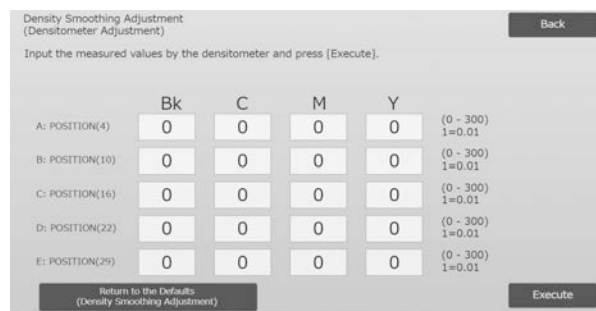 Density Smoothing Adjustment
(Densitometer Adjustment)
Back
Input the measured values by the densitometer and press [Execute].
Bk C M Y
A: POSITION(4) 0 0 0 0 (0 - 300)
1=0.01
B: POSITION(10) 0 0 0 0 (0 - 300)
1=0.01
C: POSITION(16) 0 0 0 0 (0 - 300)
1=0.01
D: POSITION(22) 0 0 0 0 (0 - 300)
1=0.01
E: POSITION(29) 0 0 0 0 (0 - 300)
1=0.01
Return to the Defaults
(Density Smoothing Adjustment)
Execute